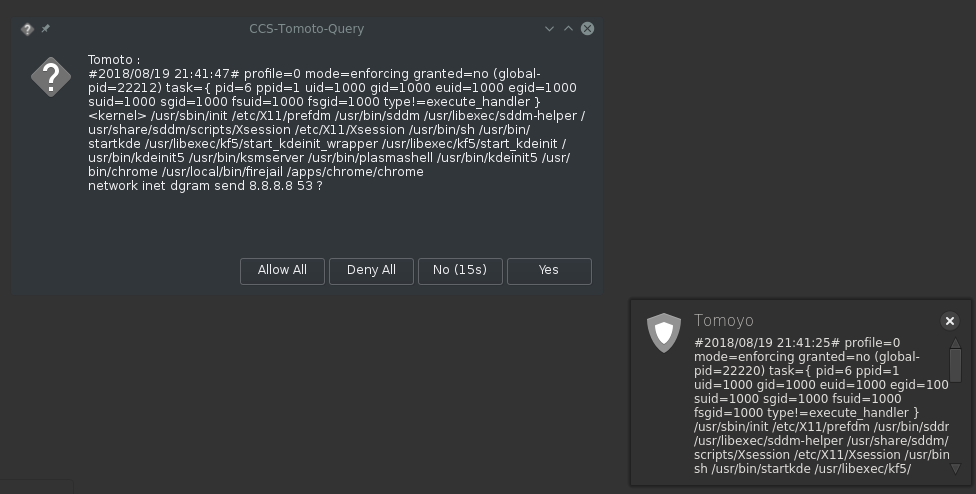 CCS-Tomoto-Query
Tomoto :
#2018/08/19 21:41:47# profile=0 mode=enforcing granted=no (global-
pid=22212) task={ pid=6 ppid=1 uid=1000 gid=1000 euid=1000 egid=1000
suid=1000 sgid=1000 fsuid=1000 fsgid=1000 type!=execute_handler }
<kernel> /usr/sbin/init /etc/X11/prefdm /usr/bin/sddm /usr/libexec/sddm-helper /
usr/share/sddm/scripts/Xsession /etc/X11/Xsession /usr/bin/sh /usr/bin/
startkde /usr/libexec/kf5/start_kdeinit_wrapper /usr/libexec/kf5/start_kdeinit /
usr/bin/kdeinit5 /usr/bin/ksmserver /usr/bin/plasmashell /usr/bin/kdeinit5 /usr/
bin/chrome /usr/local/bin/firejail /apps/chrome/chrome
network inet dgram send 8.8.8.8 53 ?
Allow All
Deny All
No (15s)
Yes
Tomoyo
#2018/08/19 21:41:25# profile=0
mode=enforcing granted=no (global-
pid=22220) task={ pid=6 ppid=1
uid=1000 gid=1000 euid=1000 egid=100
suid=1000 sgid=1000 fsuid=1000
fsgid=1000 type!=execute_handler }
/usr/sbin/init /etc/X11/prefdm /usr/bin/sddr
/usr/libexec/sddm-helper /usr/share/sddm/
scripts/Xsession /etc/X11/Xsession /usr/bin
sh /usr/bin/startkde /usr/libexec/kf5/